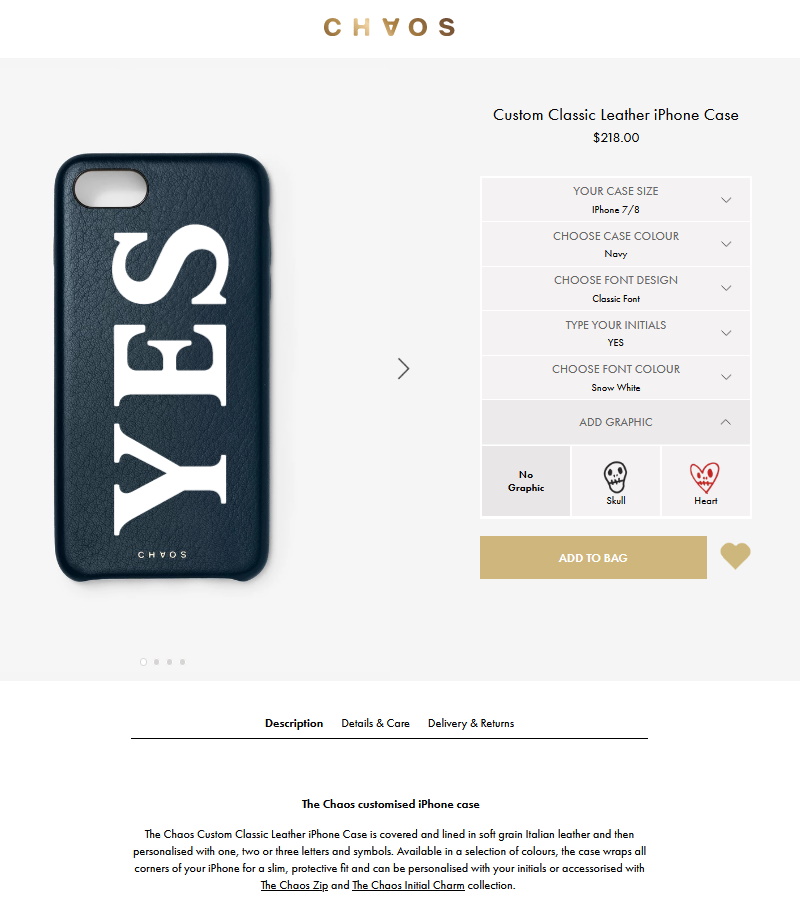 CH∀OS
Custom Classic Leather iPhone Case
$218.00
YOUR CASE SIZE
IPhone 7/8
CHOOSE CASE COLOUR
Navy
CHOOSE FONT DESIGN
Classic Font
TYPE YOUR INITIALS
YES
CHOOSE FONT COLOUR
Snow White
ADD GRAPHIC
No
Graphic
Skull
Heart
ADD TO BAG
YES
CH∀OS
Description
Details & Care
Delivery & Returns
The Chaos customised iPhone case
The Chaos Custom Classic Leather iPhone Case is covered and lined in soft grain Italian leather and then
personalised with one, two or three letters and symbols. Available in a selection of colours, the case wraps all
corners of your iPhone for a slim, protective fit and can be personalised with your initials or accessorised with
The Chaos Zip and The Chaos Initial Charm collection.